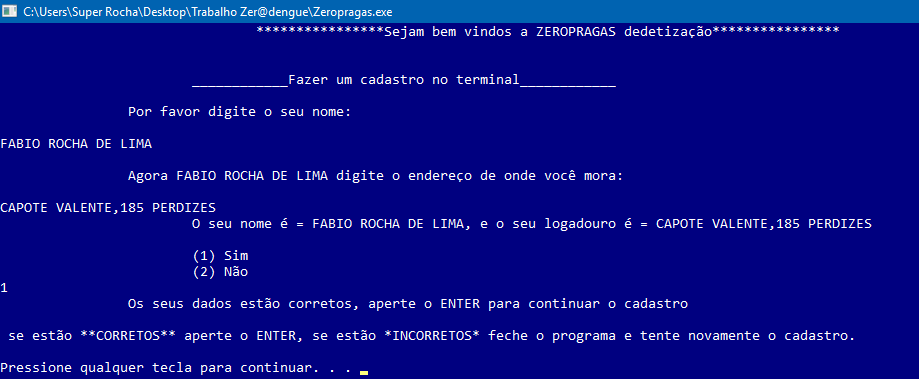 C:\Users\Super Rocha\Desktop\Trabalho Zer@dengue\Zeropragas.exe
****************Sejam bem vindos a ZEROPRAGAS dedetização****************
____________Fazer um cadastro no terminal____________
Por favor digite o seu nome:
FABIO ROCHA DE LIMA
Agora FABIO ROCHA DE LIMA digite o endereço de onde você mora:
CAPOTE VALENTE,185 PERDIZES
O seu nome é = FABIO ROCHA DE LIMA, e o seu logadouro é = CAPOTE VALENTE,185 PERDIZES
(1) Sim
(2) Não
1
Os seus dados estão corretos, aperte o ENTER para continuar o cadastro
se estão **CORRETOS** aperte o ENTER, se estão *INCORRETOS* feche o programa e tente novamente o cadastro.
Pressione qualquer tecla para continuar. . .